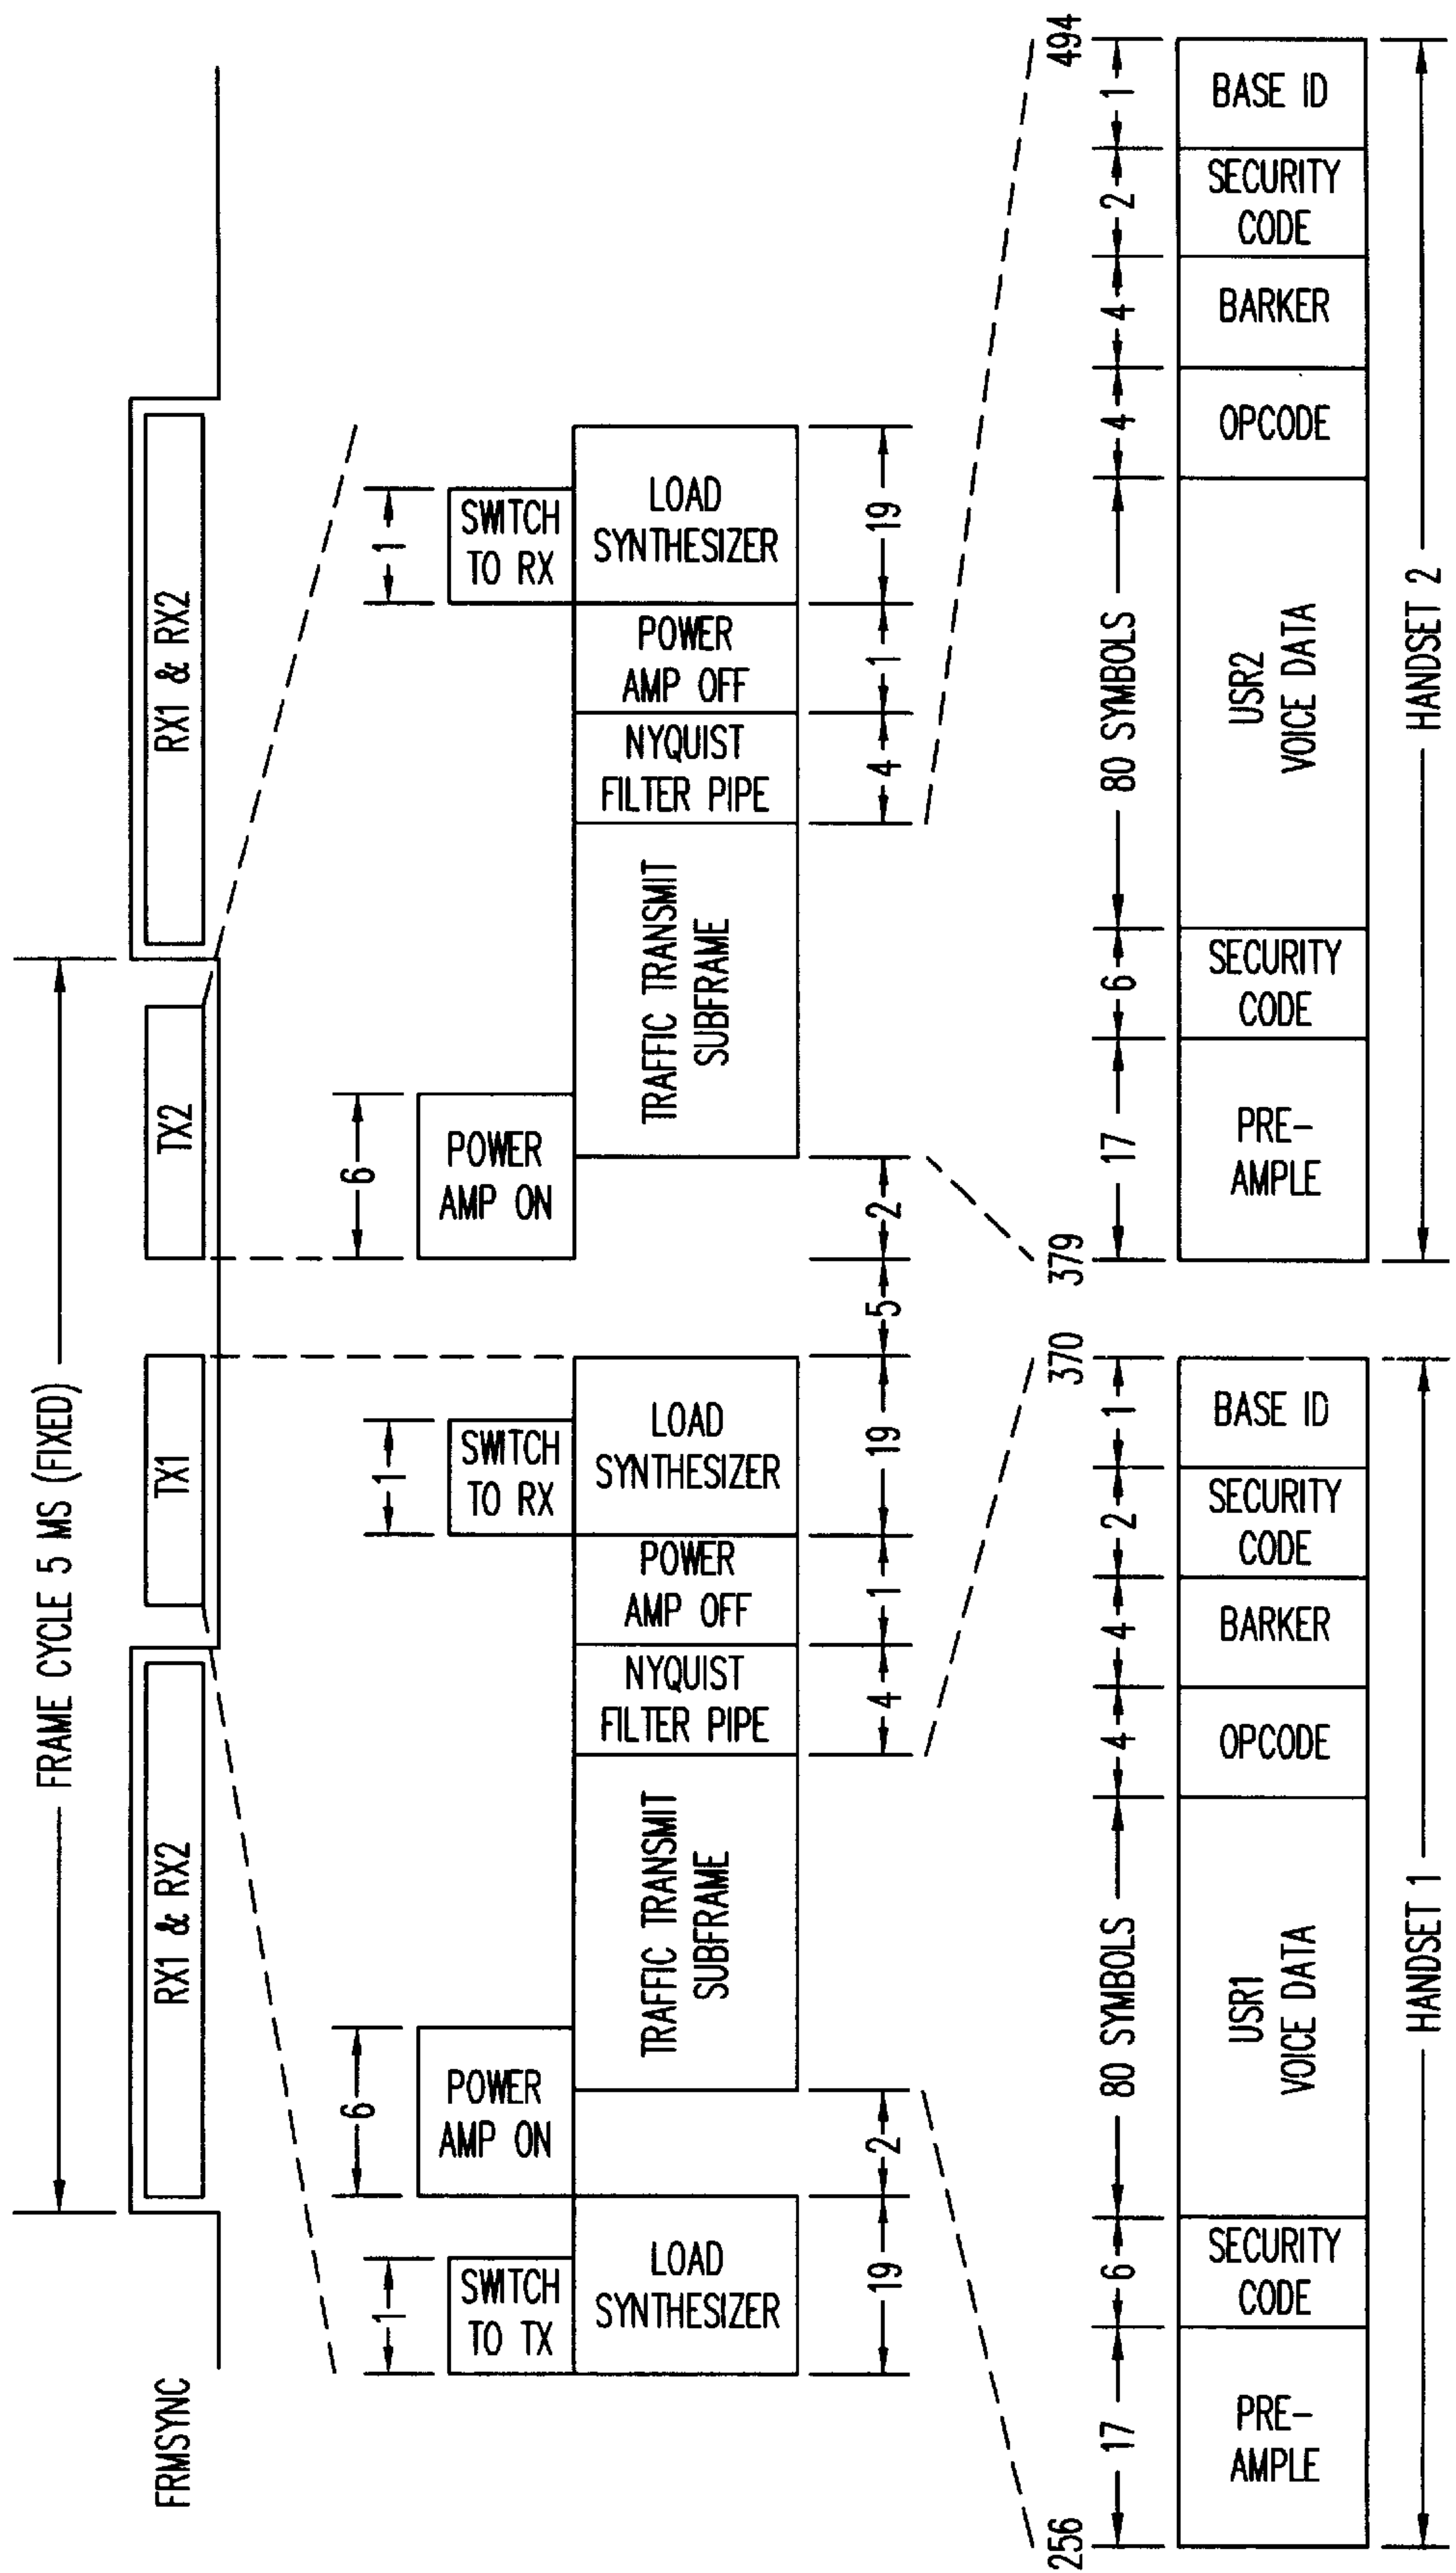 FRAME CYCLE 5 MS (FIXED)
FRMSYNC
RX1 & RX2
TX1
TX2
RX1 & RX2
1
6
1
6
1
SWITCH
TO TX
POWER
AMP ON
SWITCH
TO RX
POWER
AMP ON
SWITCH
TO RX
LOAD
SYNTHESIZER
TRAFFIC TRANSMIT
SUBFRAME
NYQUIST
FILTER PIPE
POWER
AMP OFF
LOAD
SYNTHESIZER
TRAFFIC TRANSMIT
SUBFRAME
NYQUIST
FILTER PIPE
POWER
AMP OFF
LOAD
SYNTHESIZER
19
2
4
1
19
5
2
4
1
19
256
370
379
494
17
6
80 SYMBOLS
4
4
2
1
17
6
80 SYMBOLS
4
4
2
1
PRE-
AMPLE
SECURITY
CODE
USR1
VOICE DATA
OPCODE
BARKER
SECURITY
CODE
BASE ID
PRE-
AMPLE
SECURITY
CODE
USR2
VOICE DATA
OPCODE
BARKER
SECURITY
CODE
BASE ID
HANDSET 1
HANDSET 2